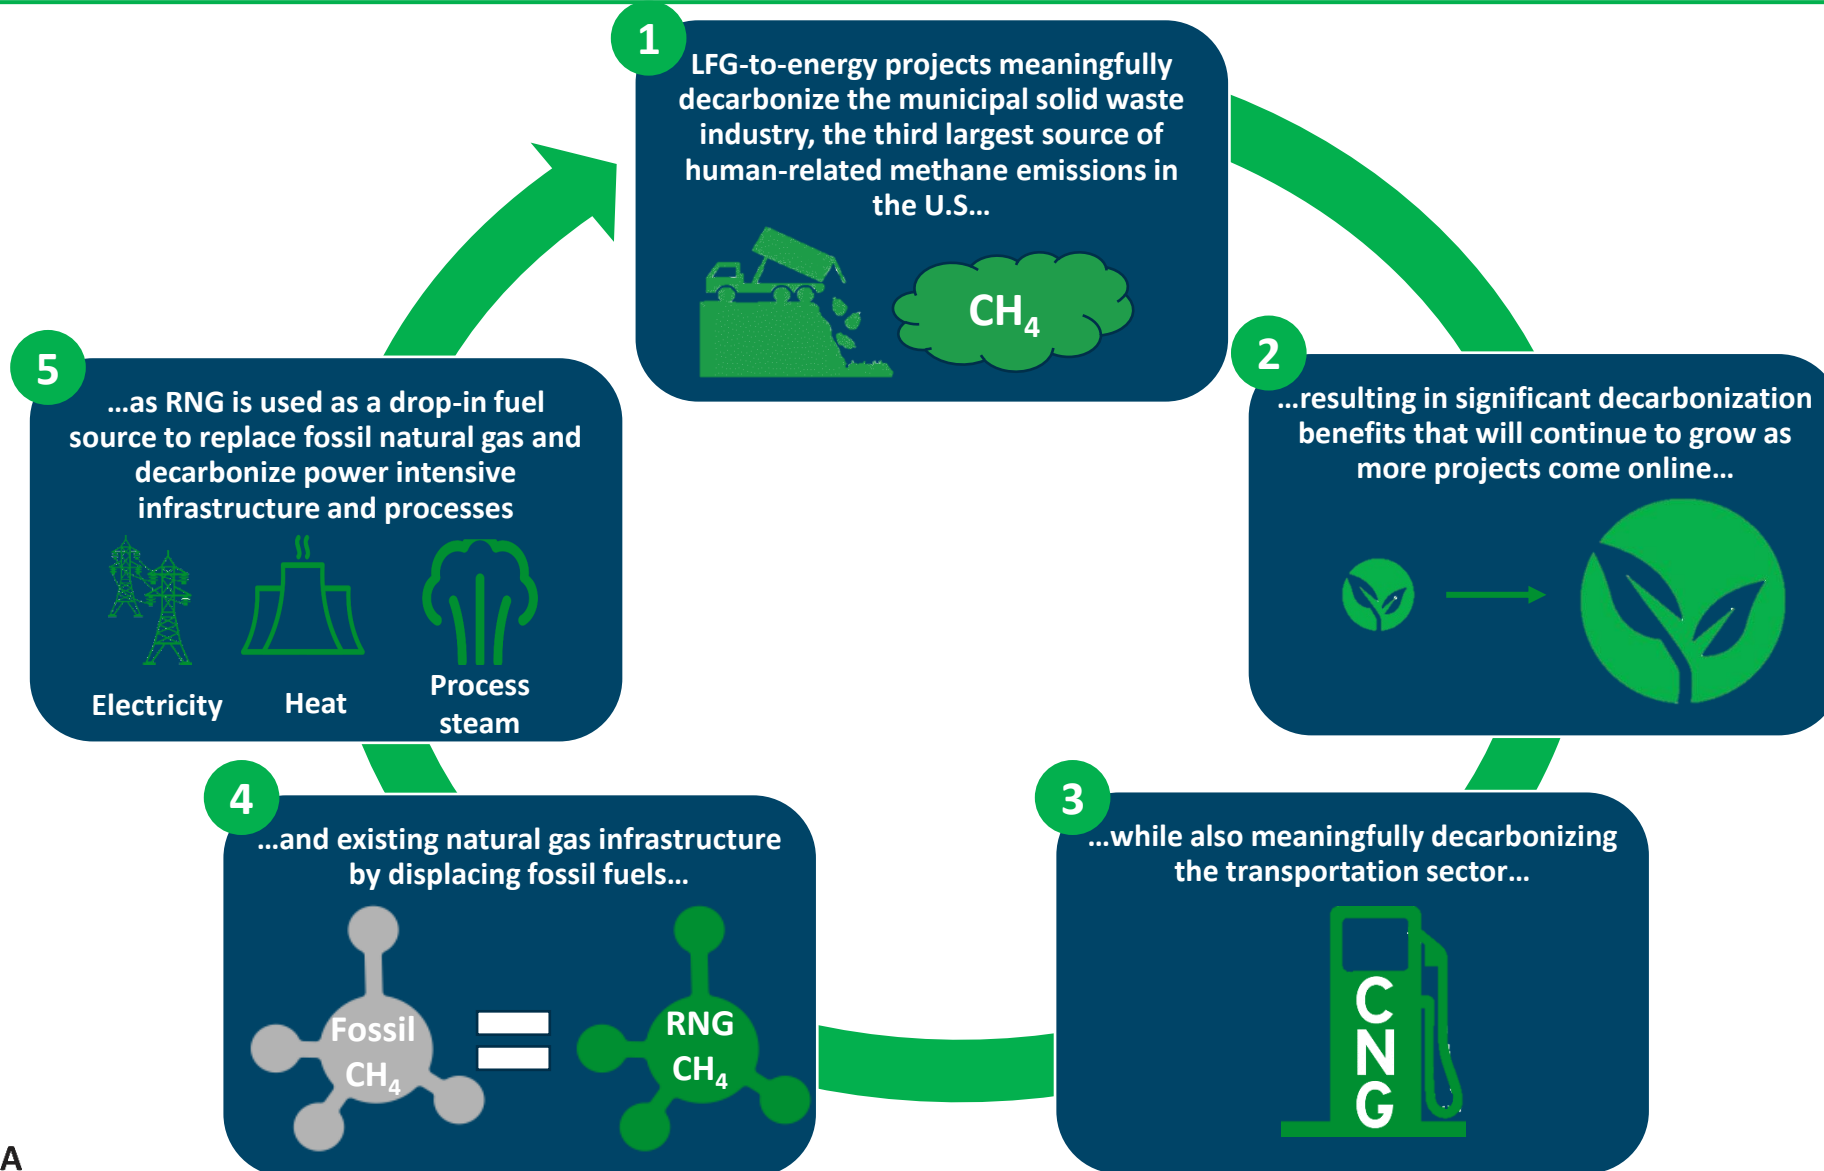 1
LFG-to-energy projects meaningfully
decarbonize the municipal solid waste
industry, the third largest source of
human-related methane emissions in
the U.S...
CH₄
2
...resulting in significant decarbonization
benefits that will continue to grow as
more projects come online...
3
...while also meaningfully decarbonizing
the transportation sector...
C
N
G
4
...and existing natural gas infrastructure
by displacing fossil fuels...
Fossil
CH₄
RNG
CH₄
5
...as RNG is used as a drop-in fuel
source to replace fossil natural gas and
decarbonize power intensive
infrastructure and processes
Electricity
Heat
Process
steam
A